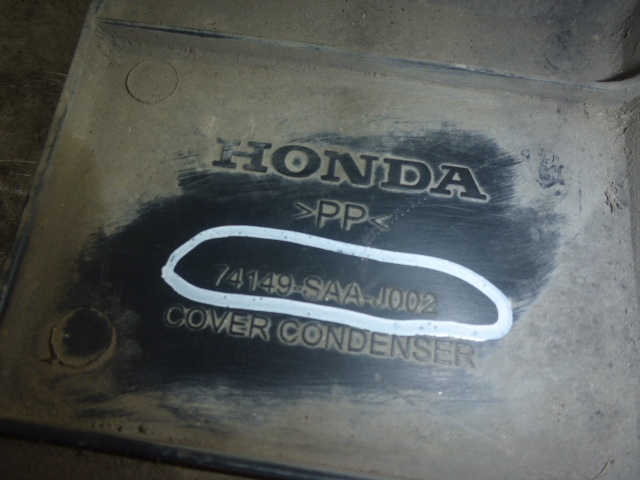 HONDA
>PP<
74149-SAA-J002
COVER CONDENSER